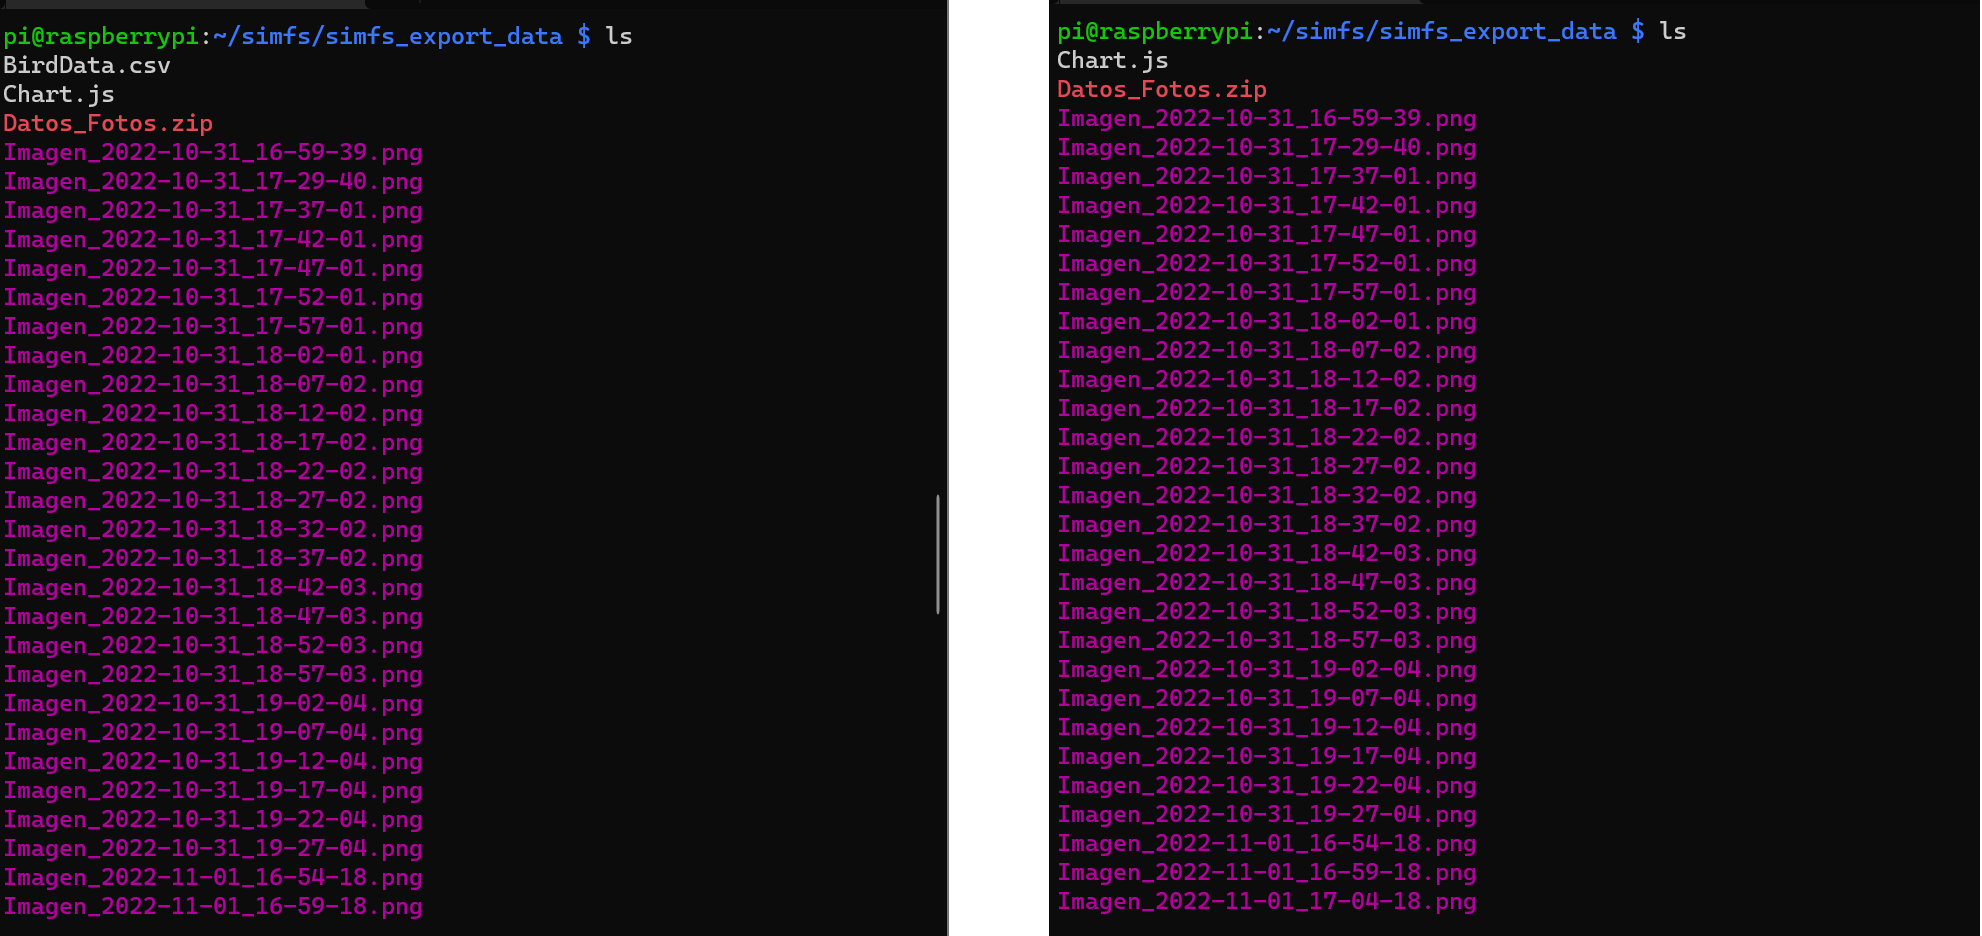 pi@raspberrypi:~/simfs/simfs_export_data $ ls
BirdData.csv
Chart.js
Datos_Fotos.zip
Imagen_2022-10-31_16-59-39.png
Imagen_2022-10-31_17-29-40.png
Imagen_2022-10-31_17-37-01.png
Imagen_2022-10-31_17-42-01.png
Imagen_2022-10-31_17-47-01.png
Imagen_2022-10-31_17-52-01.png
Imagen_2022-10-31_17-57-01.png
Imagen_2022-10-31_18-02-01.png
Imagen_2022-10-31_18-07-02.png
Imagen_2022-10-31_18-12-02.png
Imagen_2022-10-31_18-17-02.png
Imagen_2022-10-31_18-22-02.png
Imagen_2022-10-31_18-27-02.png
Imagen_2022-10-31_18-32-02.png
Imagen_2022-10-31_18-37-02.png
Imagen_2022-10-31_18-42-03.png
Imagen_2022-10-31_18-47-03.png
Imagen_2022-10-31_18-52-03.png
Imagen_2022-10-31_18-57-03.png
Imagen_2022-10-31_19-02-04.png
Imagen_2022-10-31_19-07-04.png
Imagen_2022-10-31_19-12-04.png
Imagen_2022-10-31_19-17-04.png
Imagen_2022-10-31_19-22-04.png
Imagen_2022-10-31_19-27-04.png
Imagen_2022-11-01_16-54-18.png
Imagen_2022-11-01_16-59-18.png
pi@raspberrypi:~/simfs/simfs_export_data $ ls
Chart.js
Datos_Fotos.zip
Imagen_2022-10-31_16-59-39.png
Imagen_2022-10-31_17-29-40.png
Imagen_2022-10-31_17-37-01.png
Imagen_2022-10-31_17-42-01.png
Imagen_2022-10-31_17-47-01.png
Imagen_2022-10-31_17-52-01.png
Imagen_2022-10-31_17-57-01.png
Imagen_2022-10-31_18-02-01.png
Imagen_2022-10-31_18-07-02.png
Imagen_2022-10-31_18-12-02.png
Imagen_2022-10-31_18-17-02.png
Imagen_2022-10-31_18-22-02.png
Imagen_2022-10-31_18-27-02.png
Imagen_2022-10-31_18-32-02.png
Imagen_2022-10-31_18-37-02.png
Imagen_2022-10-31_18-42-03.png
Imagen_2022-10-31_18-47-03.png
Imagen_2022-10-31_18-52-03.png
Imagen_2022-10-31_18-57-03.png
Imagen_2022-10-31_19-02-04.png
Imagen_2022-10-31_19-07-04.png
Imagen_2022-10-31_19-12-04.png
Imagen_2022-10-31_19-17-04.png
Imagen_2022-10-31_19-22-04.png
Imagen_2022-10-31_19-27-04.png
Imagen_2022-11-01_16-54-18.png
Imagen_2022-11-01_16-59-18.png
Imagen_2022-11-01_17-04-18.png